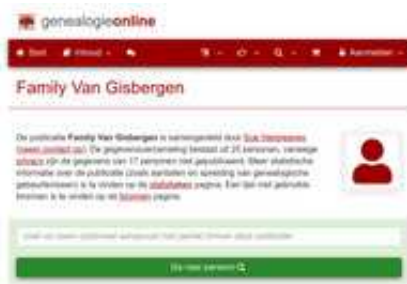 genealogieonline
Start Inhoud Aanmelden
Family Van Gisbergen
De publicatie Family Van Gisbergen is samengesteld door
(neem contact op). De gegevensverzameling bestaat uit personen, vanwege
privacy zijn de gegevens van 17 personen niet gepubliceerd. Meer statistische
informatie over de publicatie (zoals aantallen en spreiding van genealogische
gebeurtenissen) is te vinden op de statistieken pagina. Een lijst met gebruikte
bronnen is te vinden op de bronnen pagina.
Ga naar persoon